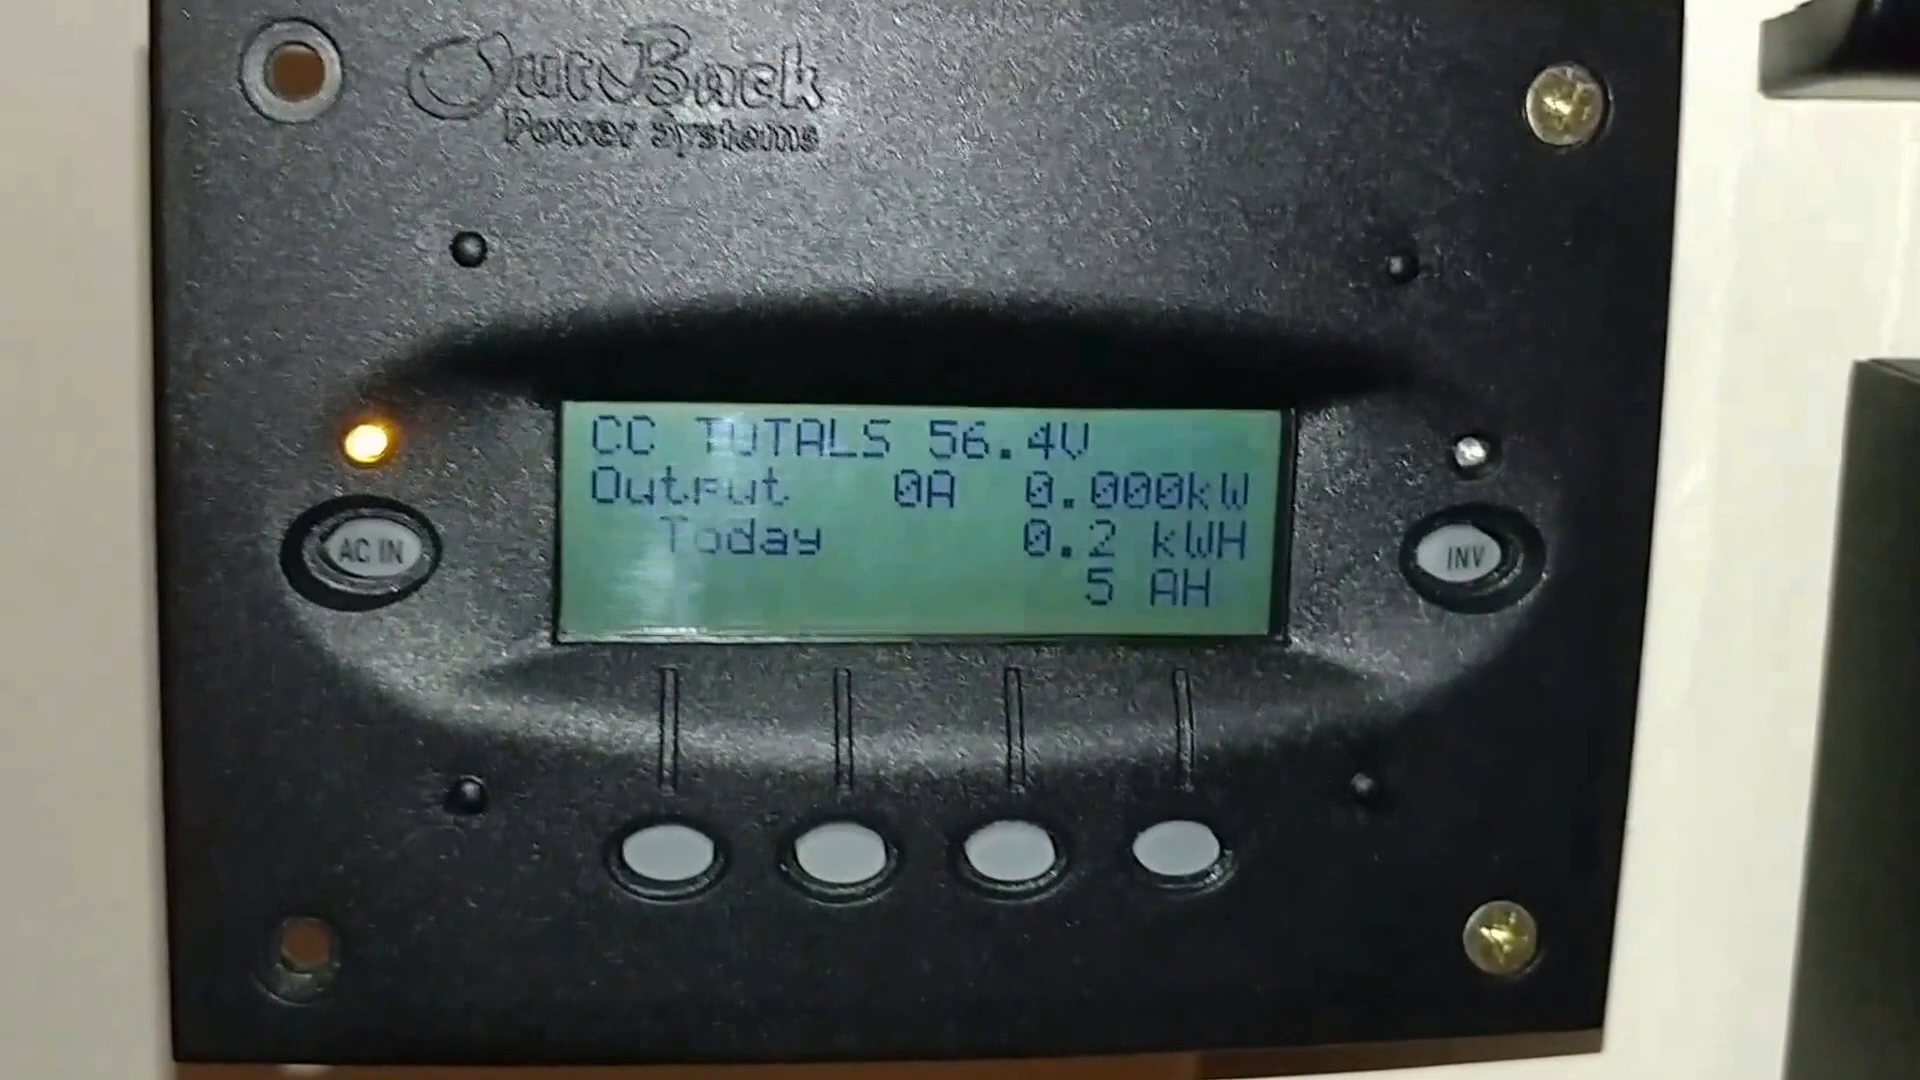 OutBack
Power Systems
CC TOTALS 56.4V
Output 0A 0.000kW
Today 0.2 kWH
5 AH
AC IN
INV